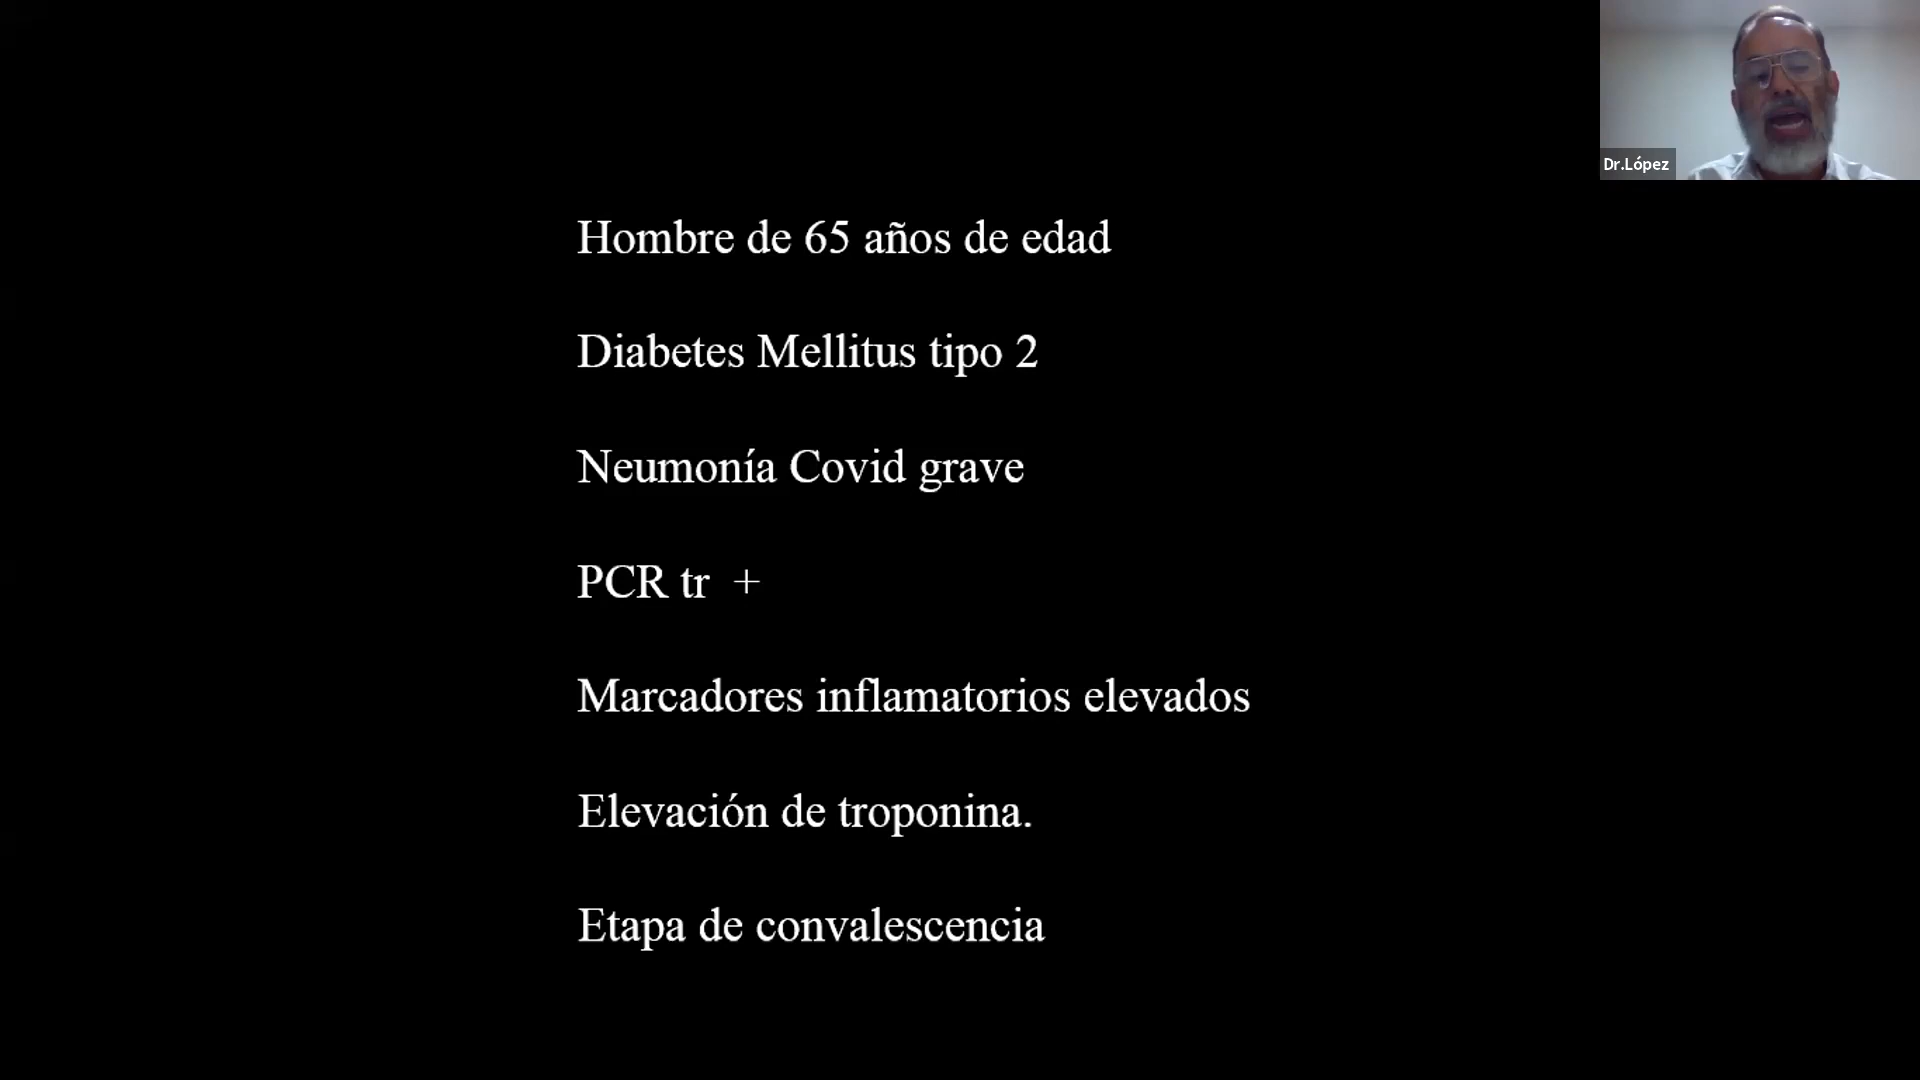 Dr.López
Hombre de 65 años de edad
Diabetes Mellitus tipo 2
Neumonía Covid grave
PCR tr +
Marcadores inflamatorios elevados
Elevación de troponina.
Etapa de convalescencia